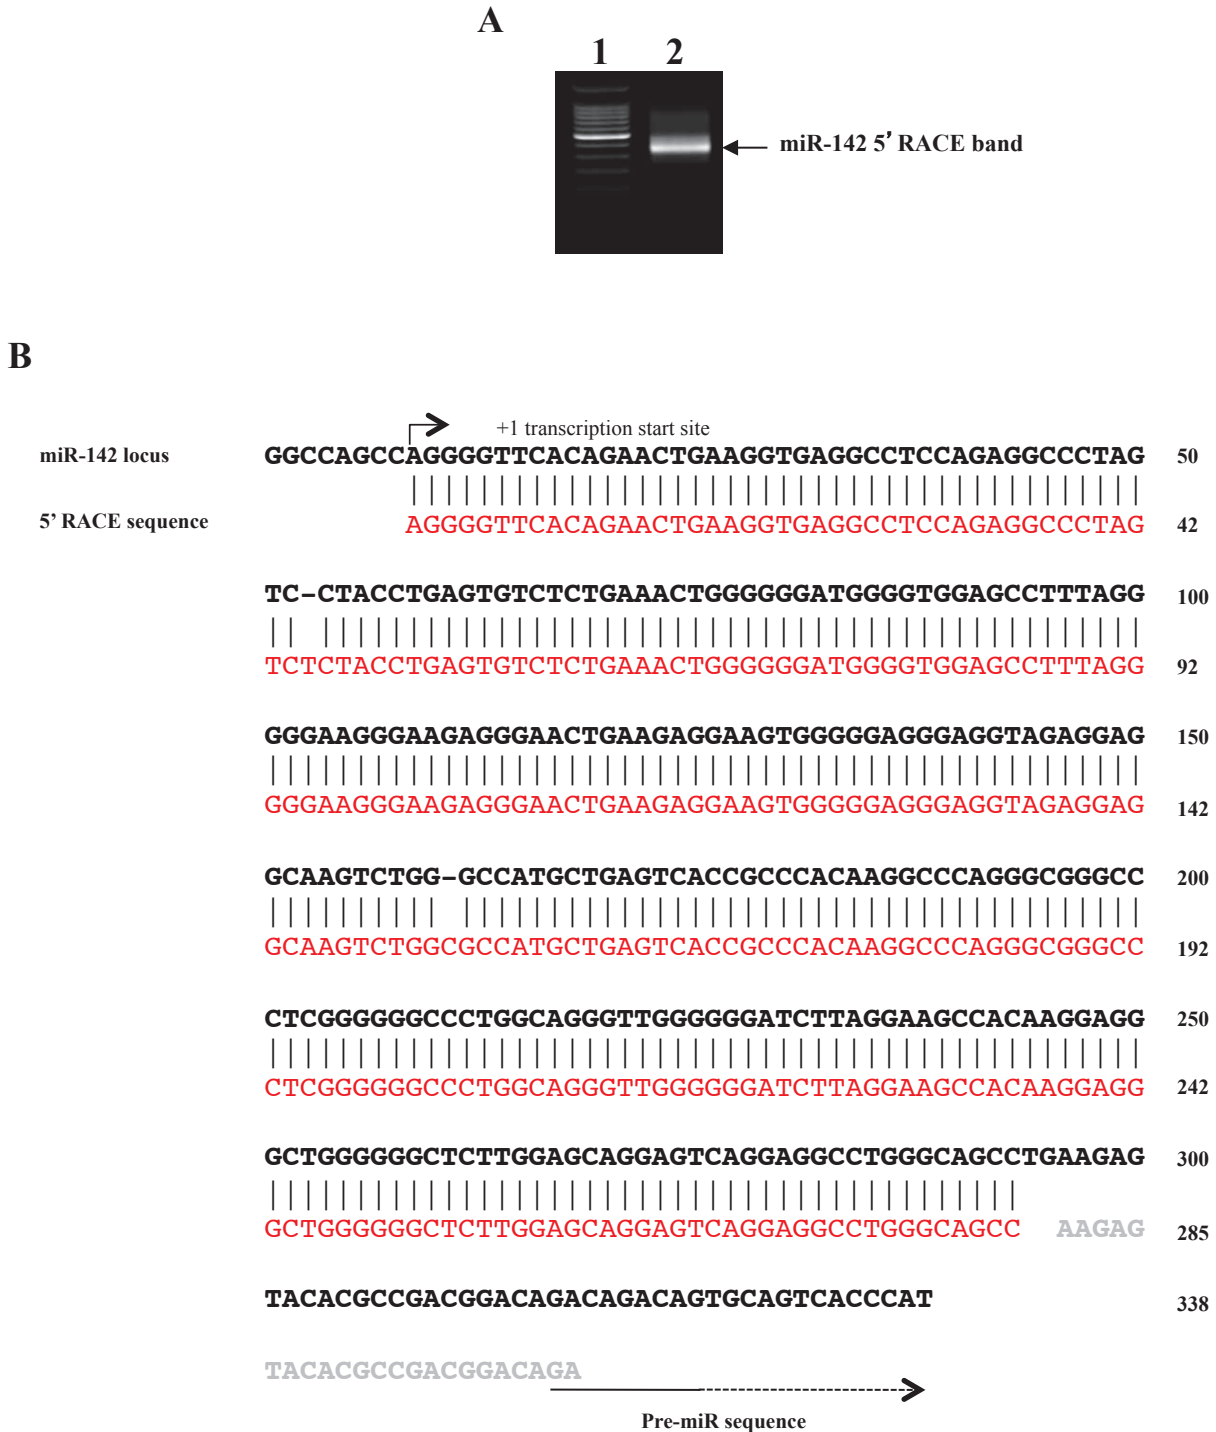 A
1 2
miR-142 5' RACE band
B
+1 transcription start site
miR-142 locus GGCCAGCCAGGGGTTCACAGAACTGAAGGTGAGGCCTCCAGAGGCCCTAG 50
5' RACE sequence AGGGGTTCACAGAACTGAAGGTGAGGCCTCCAGAGGCCCTAG 42
TC-CTACCTGAGTGTCTCTGAAACTGGGGGGATGGGGTGGAGCCTTTAGG 100
TCTCTACCTGAGTGTCTCTGAAACTGGGGGGATGGGGTGGAGCCTTTAGG 92
GGGAAGGGAAGAGGGAACTGAAGAGGAAGTGGGGGAGGGAGGTAGAGGAG 150
GGGAAGGGAAGAGGGAACTGAAGAGGAAGTGGGGGAGGGAGGTAGAGGAG 142
GCAAGTCTGG-GCCATGCTGAGTCACCGCCCACAAGGCCCAGGGCGGGCC 200
GCAAGTCTGGCGCCATGCTGAGTCACCGCCCACAAGGCCCAGGGCGGGCC 192
CTCGGGGGGCCCTGGCAGGGTTGGGGGGATCTTAGGAAGCCACAAGGAGG 250
CTCGGGGGGCCCTGGCAGGGTTGGGGGGATCTTAGGAAGCCACAAGGAGG 242
GCTGGGGGGCTCTTGGAGCAGGAGTCAGGAGGCCTGGGCAGCCTGAAGAG 300
GCTGGGGGGCTCTTGGAGCAGGAGTCAGGAGGCCTGGGCAGCC AAGAG 285
TACACGCCGACGGACAGACAGACAGTGCAGTCACCCAT 338
TACACGCCGACGGACAGA
Pre-miR sequence